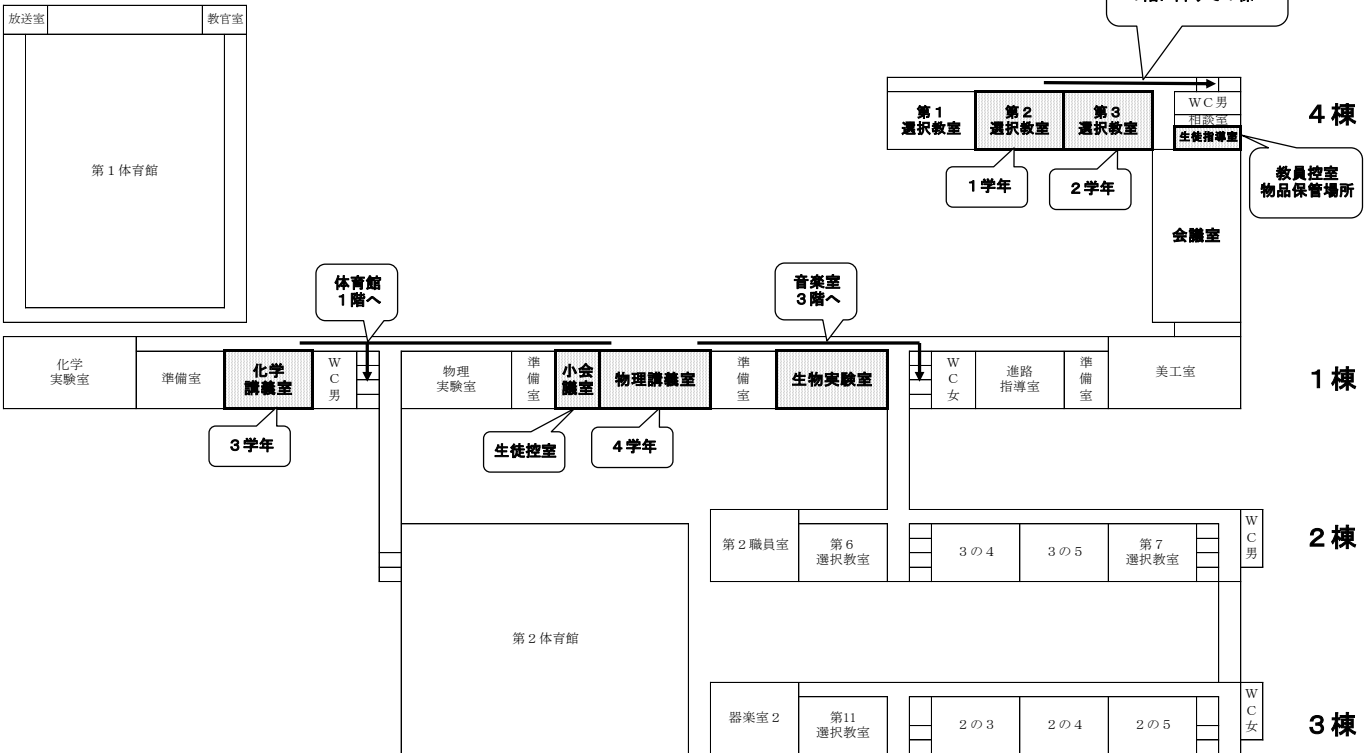 放送室
教官室
第１体育館
第１
選択教室
第２
選択教室
第３
選択教室
ＷＣ男
相談室
生徒指導室
４棟
１学年
２学年
教員控室
物品保管場所
会議室
体育館
１階へ
音楽室
３階へ
化学
実験室
準備室
化学
講義室
Ｗ
Ｃ
男
物理
実験室
準
備
室
小会
議室
物理講義室
準
備
室
生物実験室
Ｗ
Ｃ
女
進路
指導室
準
備
室
美工室
１棟
３学年
生徒控室
４学年
第２職員室
第６
選択教室
３の４
３の５
第７
選択教室
Ｗ
Ｃ
男
２棟
第２体育館
器楽室２
第11
選択教室
２の３
２の４
２の５
Ｗ
Ｃ
女
３棟